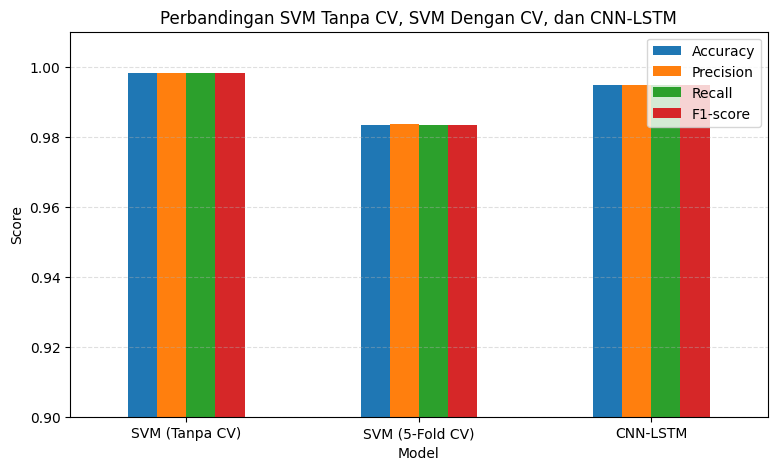 Perbandingan SVM Tanpa CV, SVM Dengan CV, dan CNN-LSTM
Accuracy
Precision
Recall
F1-score
Score
1.00
0.98
0.96
0.94
0.92
0.90
SVM (Tanpa CV)
SVM (5-Fold CV)
CNN-LSTM
Model